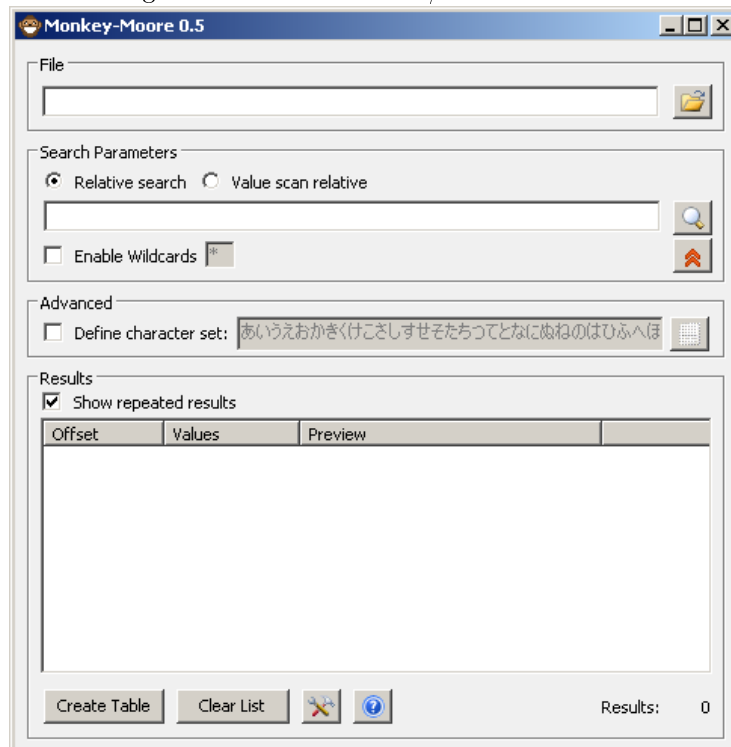 Monkey-Moore 0.5
File
Search Parameters
Relative search Value scan relative
Enable Wildcards *
Advanced
Define character set: あいうえおかきくけこさしすせそたちつてとなにぬねのはひふへほ
Results
Show repeated results
Offset Values Preview
Create Table Clear List Results: 0